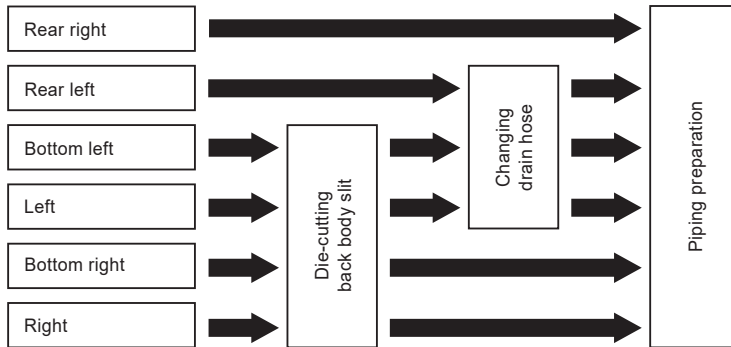 Rear right
Rear left
Bottom left
Left
Bottom right
Right
Die-cutting
back body slit
Changing
drain hose
Piping preparation